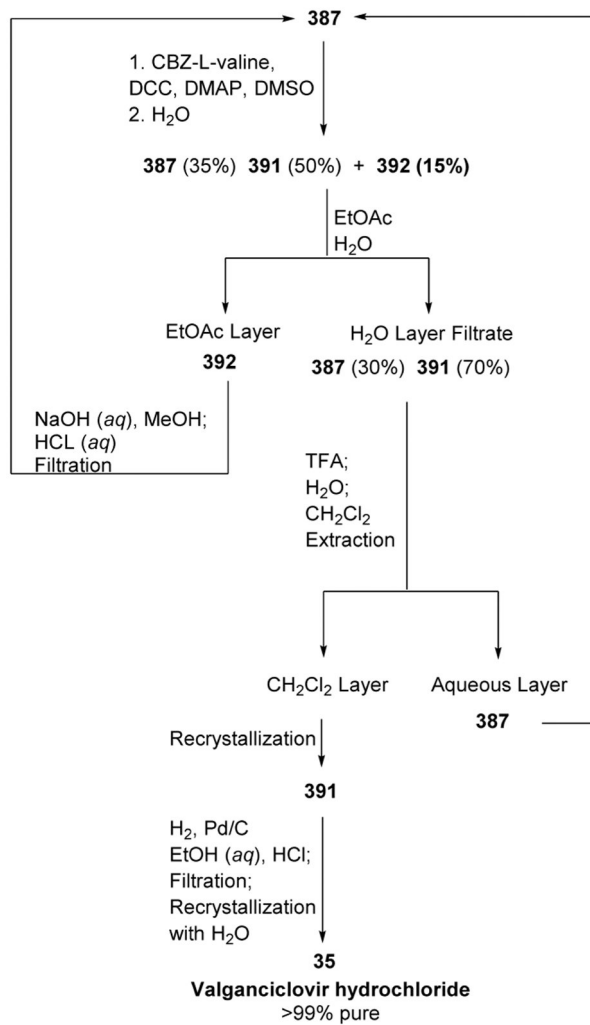 387
1. CBZ-L-valine,
DCC, DMAP, DMSO
2. H₂O
387 (35%) 391 (50%) + 392 (15%)
EtOAc
H₂O
EtOAc Layer
392
H₂O Layer Filtrate
387 (30%) 391 (70%)
NaOH (aq), MeOH;
HCL (aq)
Filtration
TFA;
H₂O;
CH₂Cl₂
Extraction
CH₂Cl₂ Layer
Aqueous Layer
387
Recrystallization
391
H₂, Pd/C
EtOH (aq), HCl;
Filtration;
Recrystallization
with H₂O
35
Valganciclovir hydrochloride
>99% pure